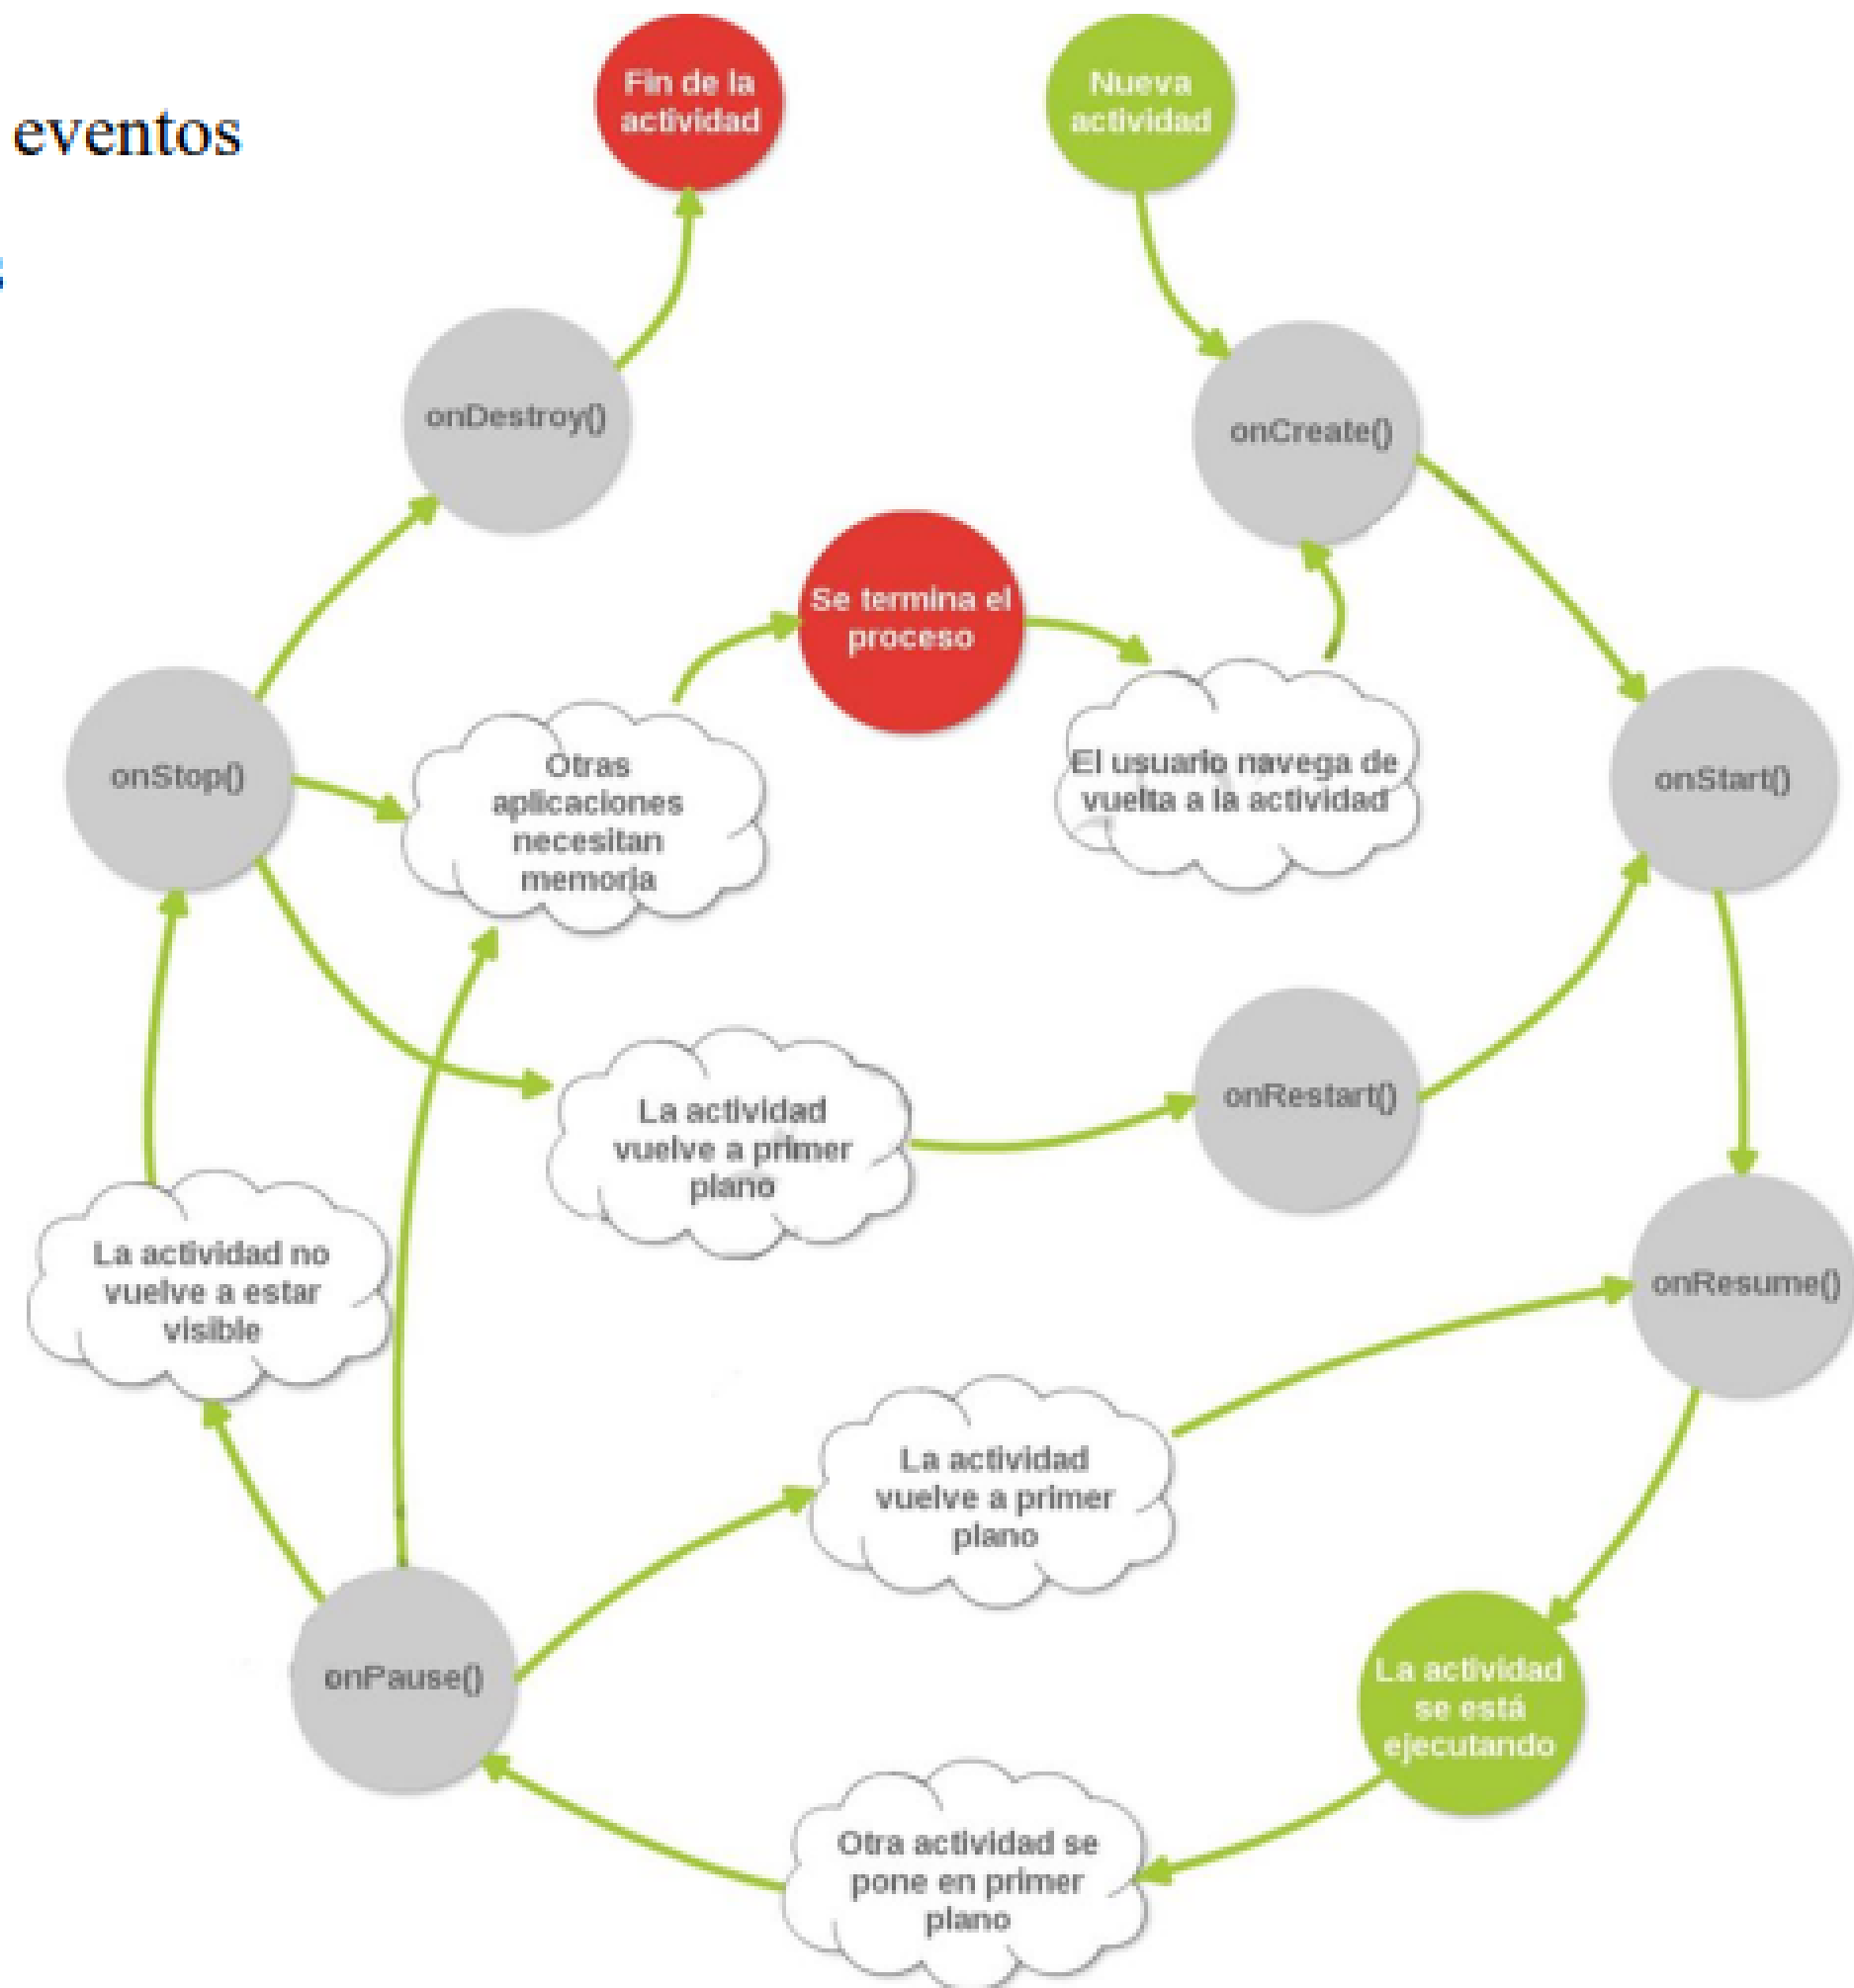 Fin de la
actividad
Nueva
actividad
eventos
onDestroy()
onCreate()
Se termina el
proceso
onStop()
Otras
aplicaciones
necesitan
memoria
El usuario navega de
vuelta a la actividad
onStart()
La actividad
vuelve a primer
plano
onRestart()
La actividad no
vuelve a estar
visible
onResume()
La actividad
vuelve a primer
plano
onPause()
La actividad
se está
ejecutando
Otra actividad se
pone en primer
plano